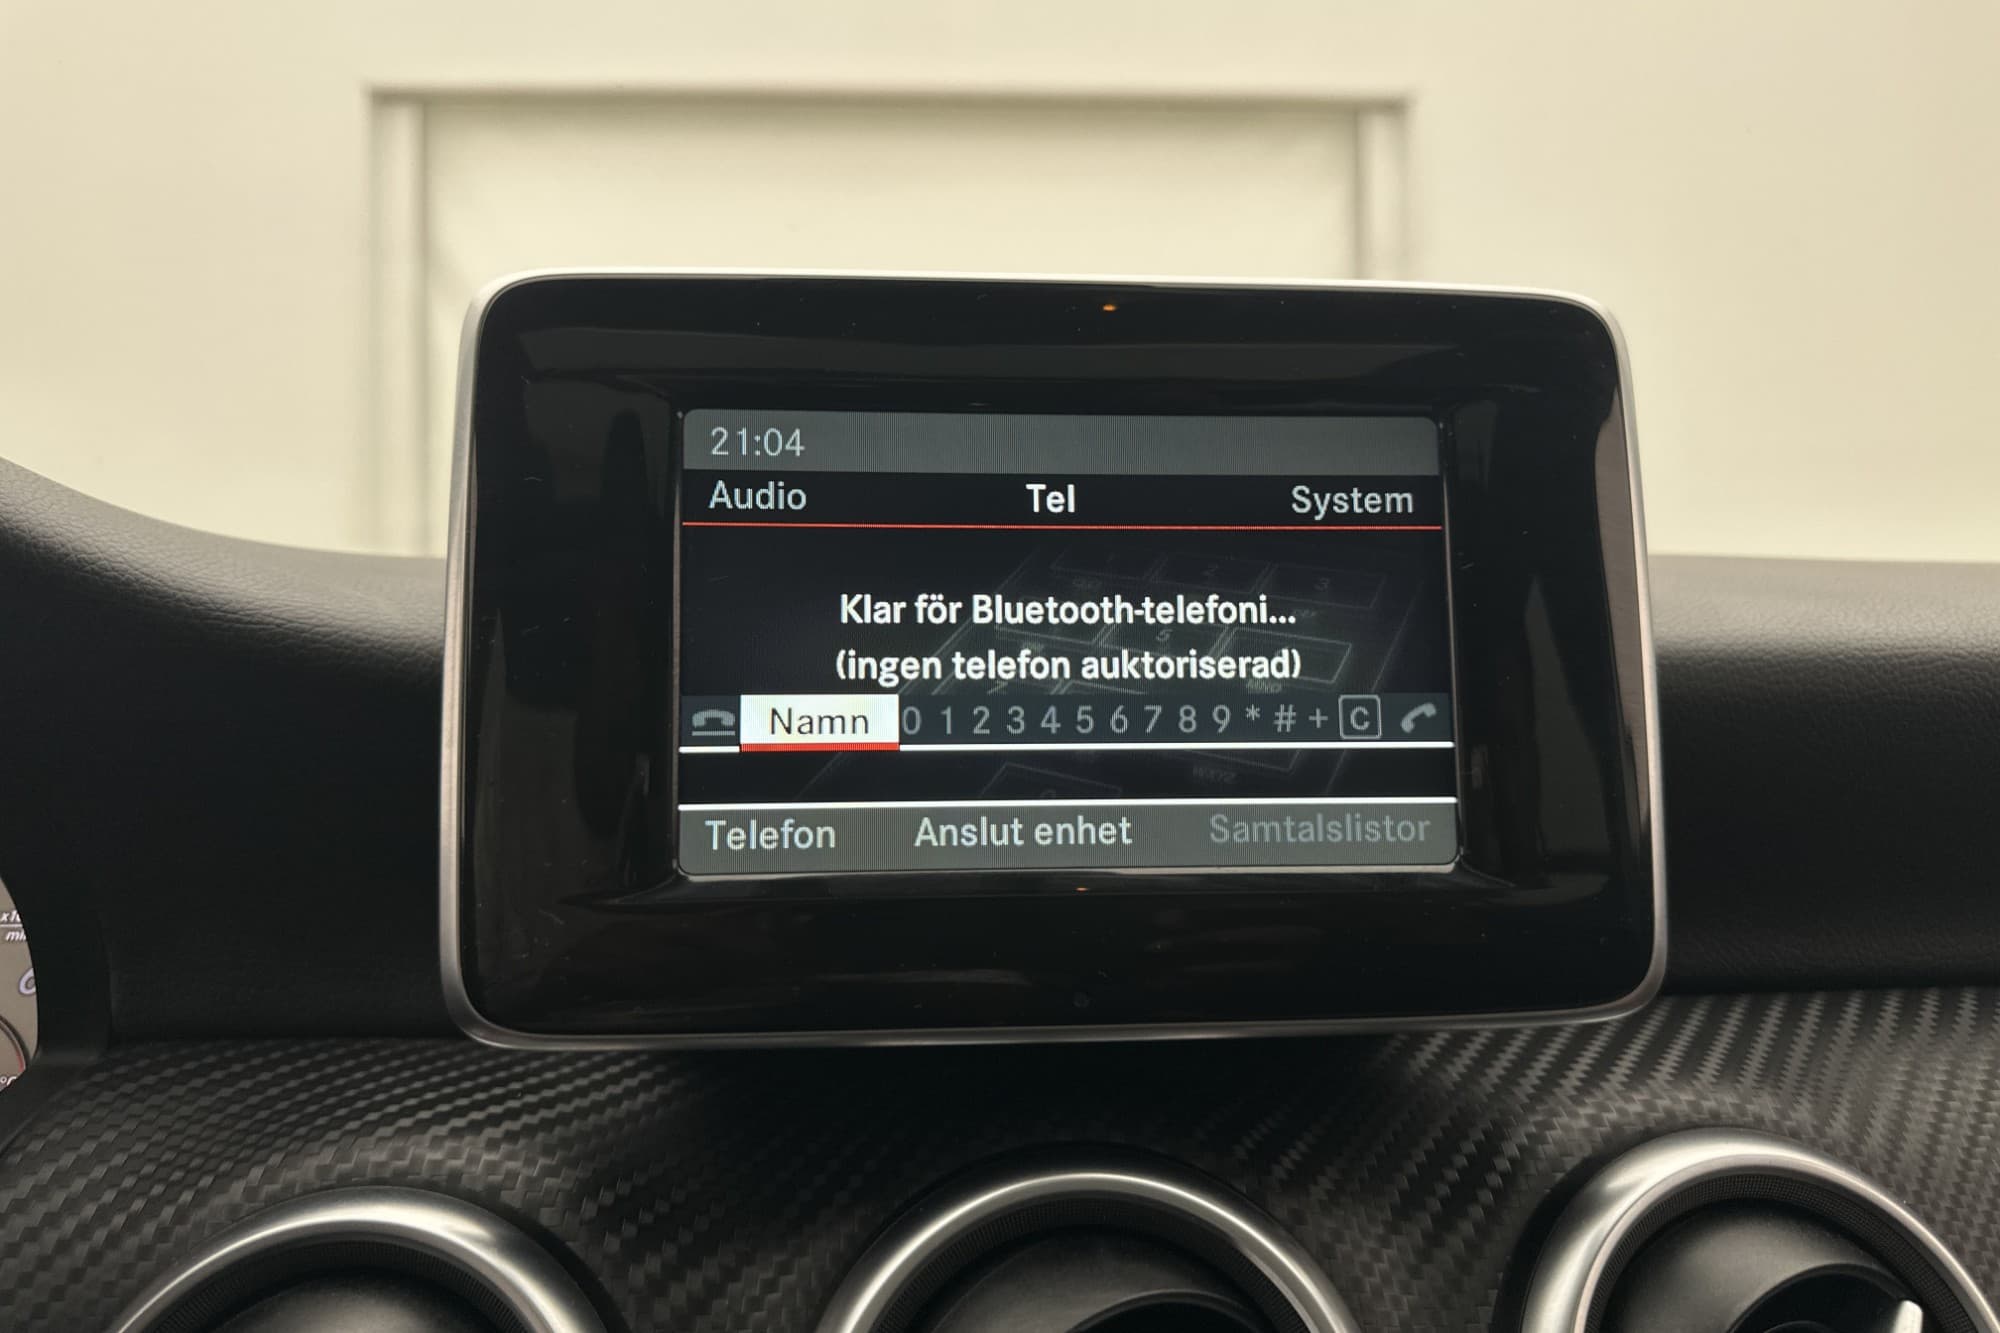 21:04
Audio Tel System
Klar för Bluetooth-telefoni...
(ingen telefon auktoriserad)
Namn 0 1 2 3 4 5 6 7 8 9 * # + C
Telefon Anslut enhet Samtalslistor